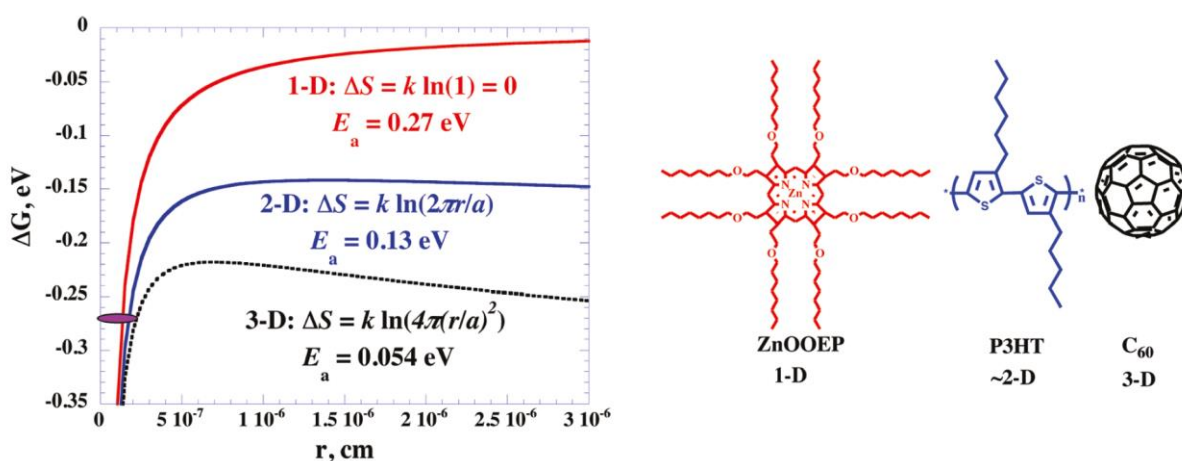 0
-0.05
-0.1
-0.15
-0.2
-0.25
-0.3
-0.35
ΔG, eV
1-D: ΔS = k ln(1) = 0
E_a = 0.27 eV
2-D: ΔS = k ln(2πr/a)
E_a = 0.13 eV
3-D: ΔS = k ln(4π(r/a)²)
E_a = 0.054 eV
0 5 10⁻⁷ 1 10⁻⁶ 1.5 10⁻⁶ 2 10⁻⁶ 2.5 10⁻⁶ 3 10⁻⁶
r, cm
O O
O N N O
Zn
O N N O
O O
* S S n *
ZnOOEP P3HT C₆₀
1-D ~2-D 3-D